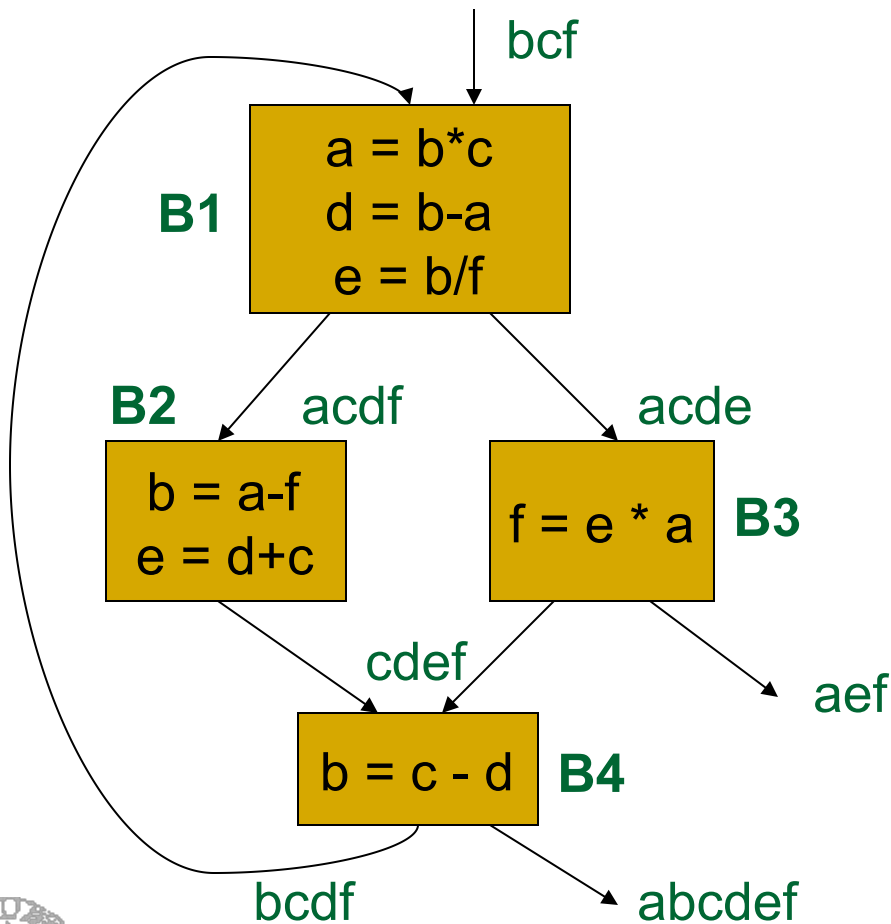 bcf
a = b*c
d = b-a
e = b/f
B1
B2
acdf
acde
b = a-f
e = d+c
f = e * a
B3
cdef
aef
b = c - d
B4
bcdf
abcdef